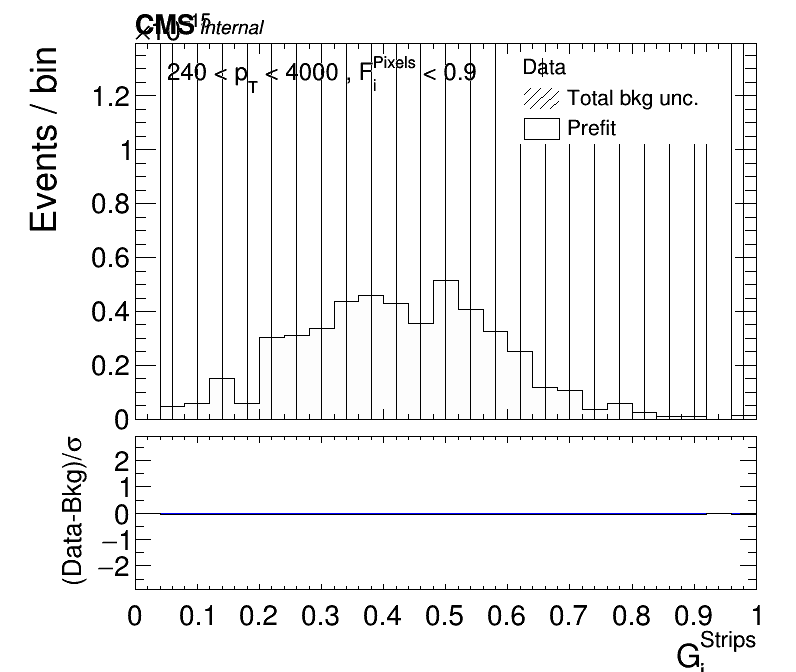 CMS Internal
×10^15
240 < p_T < 4000 , F_i^Pixels < 0.9
Data
Total bkg unc.
Prefit
Events / bin
1.2
1
0.8
0.6
0.4
0.2
0
(Data-Bkg)/σ
2
1
0
−1
−2
0 0.1 0.2 0.3 0.4 0.5 0.6 0.7 0.8 0.9 1
G_i^Strips